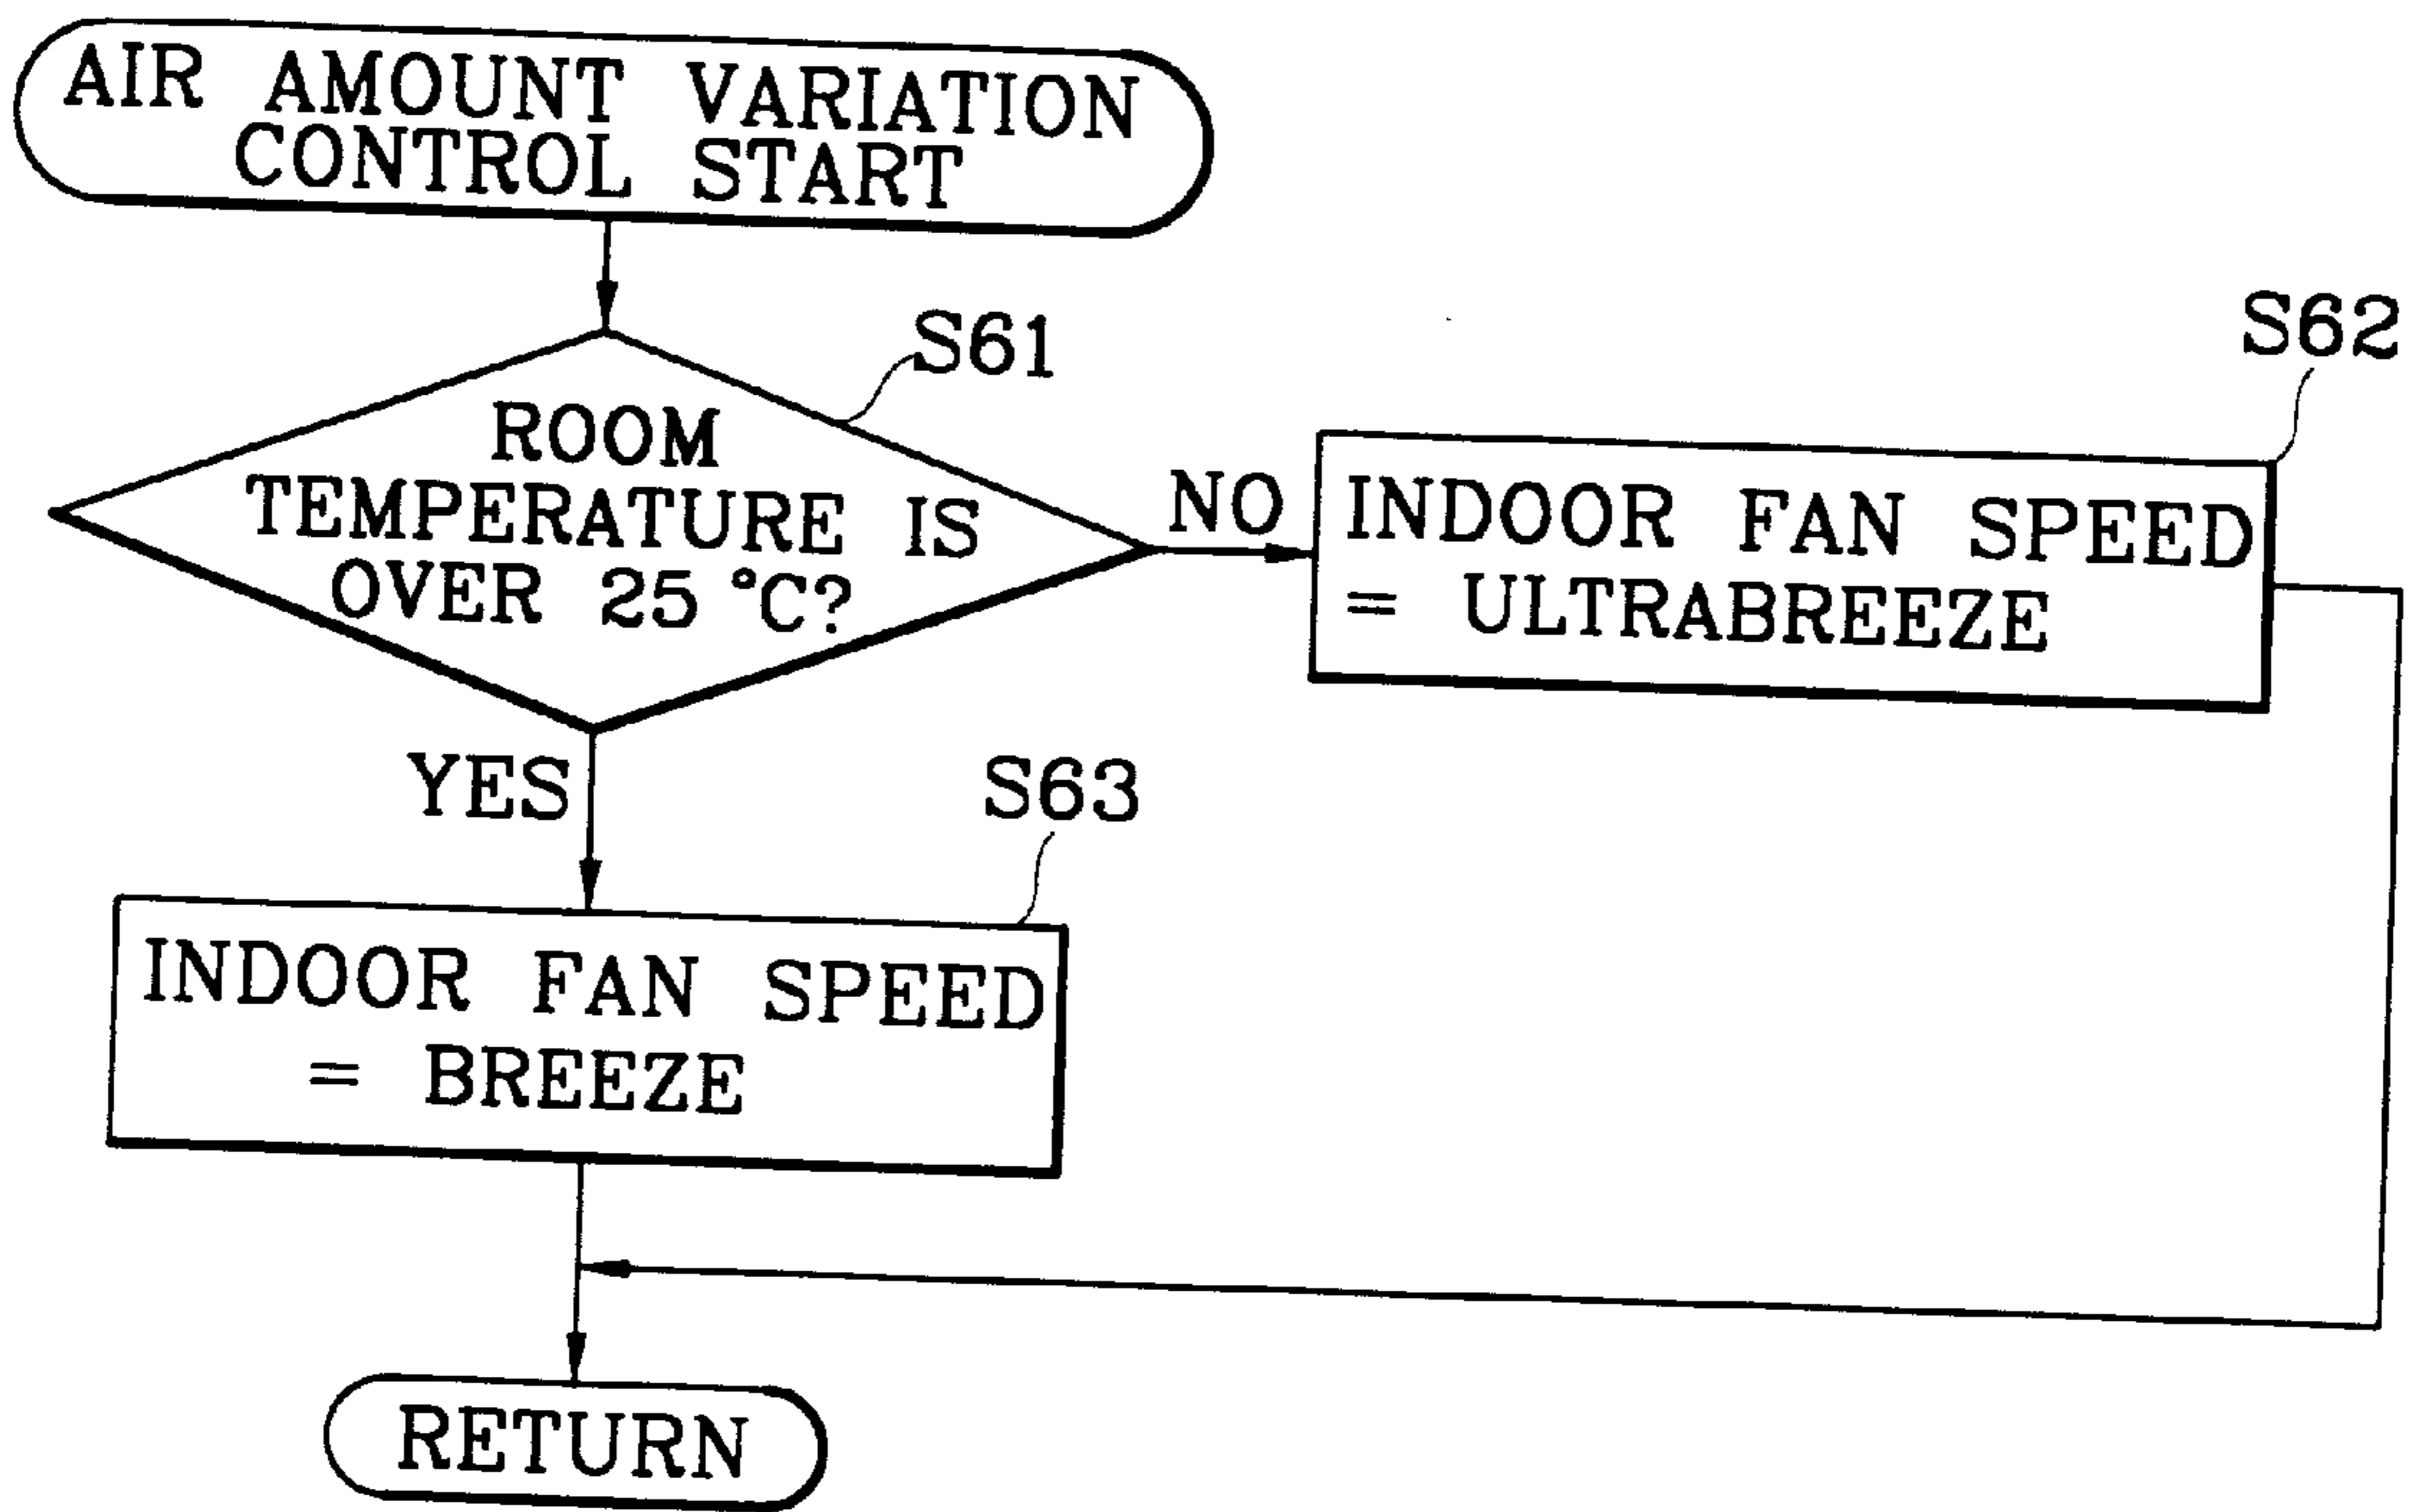 AIR AMOUNT VARIATION
CONTROL START
S61
ROOM
TEMPERATURE IS
OVER 25 °C?
NO
S62
INDOOR FAN SPEED
= ULTRABREEZE
YES
S63
INDOOR FAN SPEED
= BREEZE
RETURN